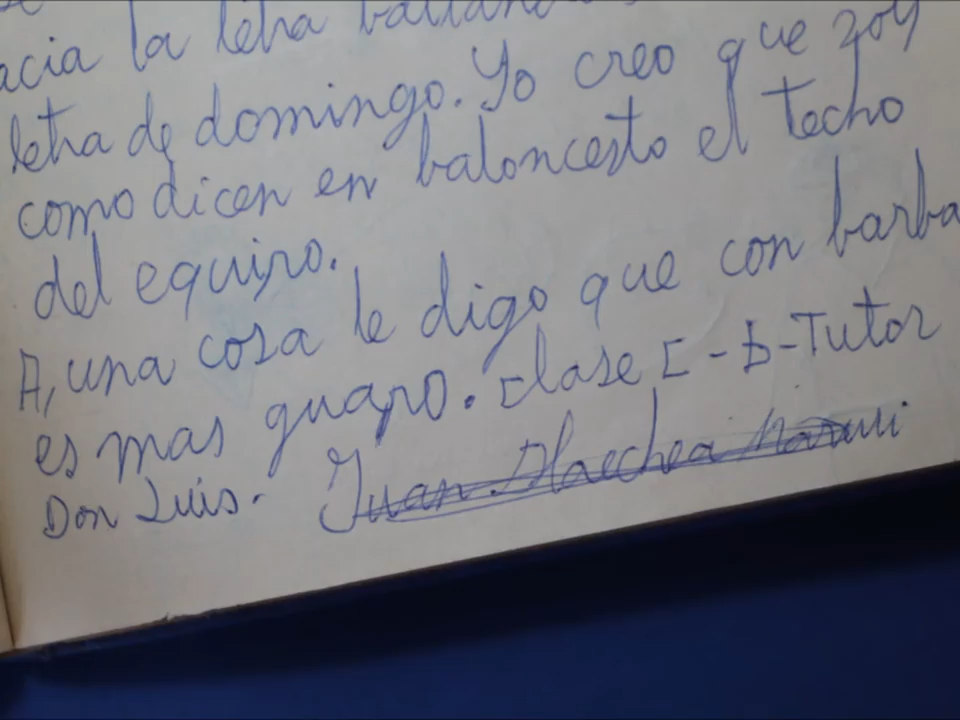 acia la letra
letra de domingo. Yo creo que zoy
como dicen en baloncesto el techo
del equipo.
A, una cosa le digo que con barba
es mas guapo. clase C-D-Tutor
Don Luis. Juan